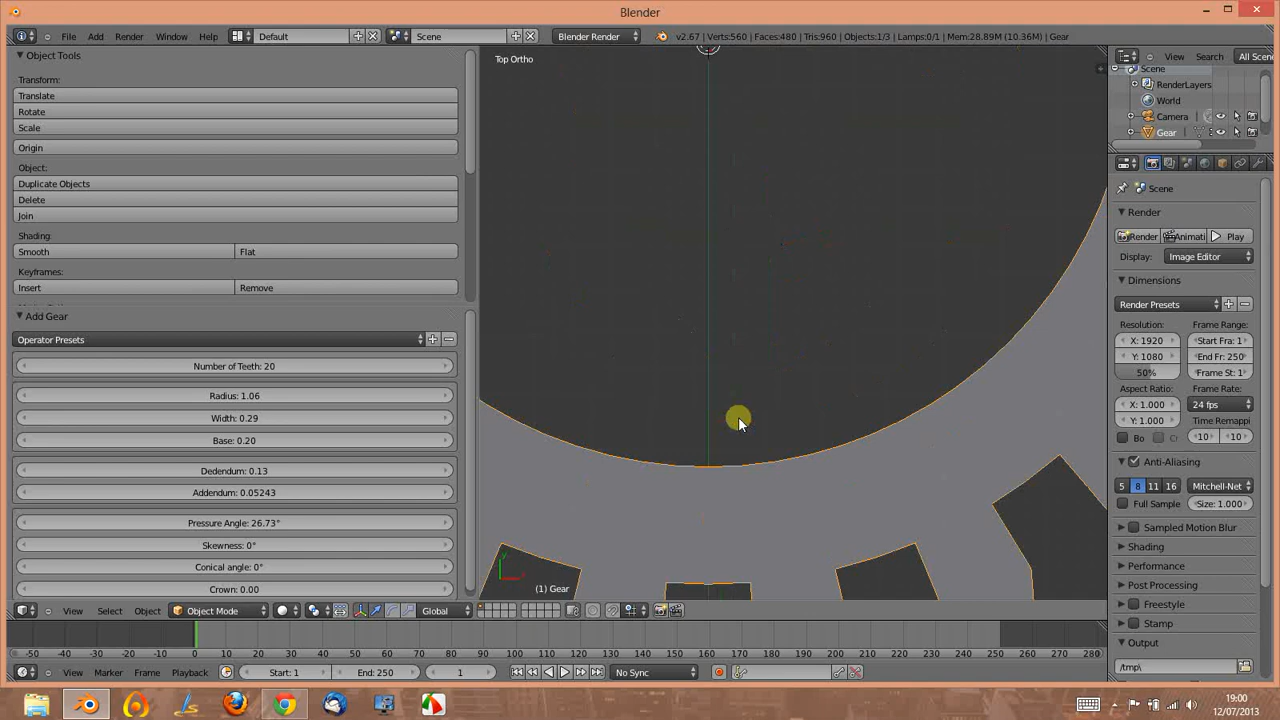 Blender
File Add Render Window Help Default Scene Blender Render v2.67 | Verts:560 | Faces:480 | Tris:960 | Objects:1/3 | Lamps:0/1 | Mem:28.89M (10.36M) | Gear
Object Tools
Transform:
Translate
Rotate
Scale
Origin
Object:
Duplicate Objects
Delete
Join
Shading:
Smooth Flat
Keyframes:
Insert Remove
Add Gear
Operator Presets
Number of Teeth: 20
Radius: 1.06
Width: 0.29
Base: 0.20
Dedendum: 0.13
Addendum: 0.05243
Pressure Angle: 26.73°
Skewness: 0°
Conical angle: 0°
Crown: 0.00
Top Ortho
(1) Gear
View Select Object Object Mode Global
View Search All Scen
Scene
RenderLayers
World
Camera
Gear
Scene
Render
Render Animati Play
Display: Image Editor
Dimensions
Render Presets
Resolution: Frame Range:
X: 1920 Start Fra: 1
Y: 1080 End Fr: 250
50% Frame St: 1
Aspect Ratio: Frame Rate:
X: 1.000 24 fps
Y: 1.000 Time Remappi
Bo 10 10
Anti-Aliasing
5 8 11 16 Mitchell-Net
Full Sample Size: 1.000
Sampled Motion Blur
Shading
Performance
Post Processing
Freestyle
Stamp
Output
/tmp\
-50 -40 -30 -20 -10 0 10 20 30 40 50 60 70 80 90 100 110 120 130 140 150 160 170 180 190 200 210 220 230 240 250 260 270 280
View Marker Frame Playback Start: 1 End: 250 1 No Sync
19:00
12/07/2013